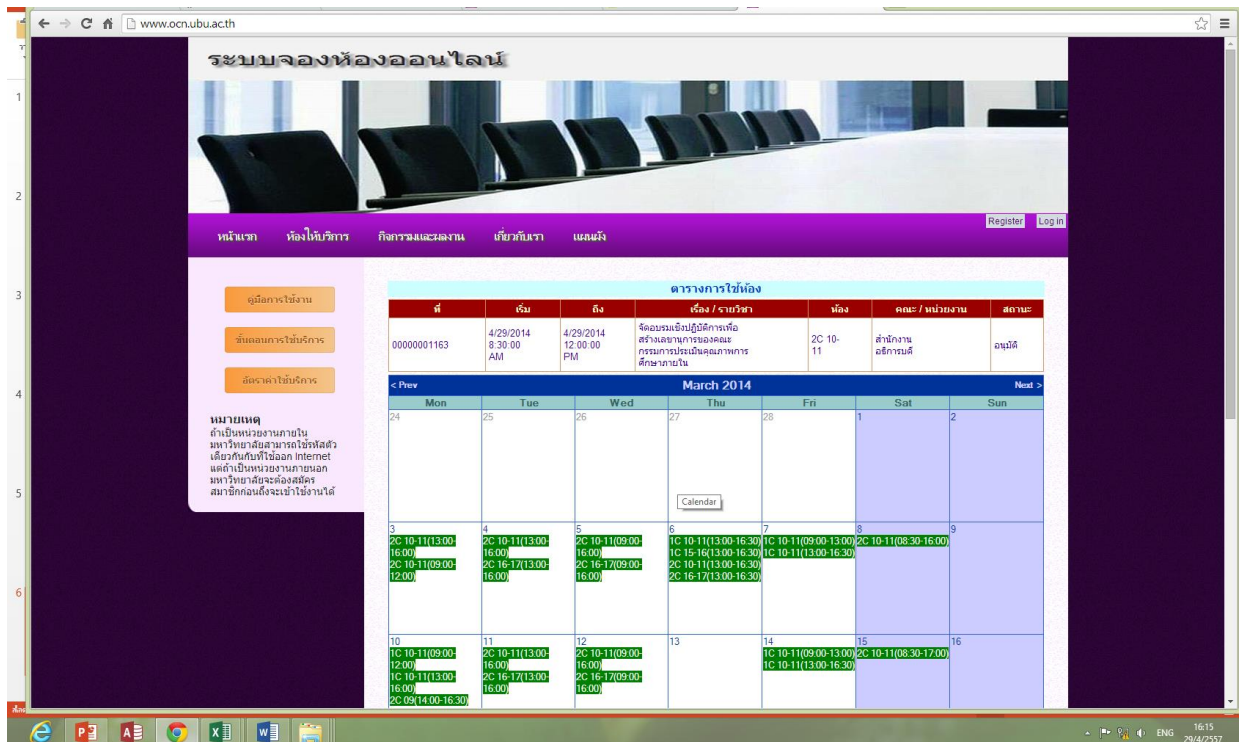 www.ocn.ubu.ac.th
ระบบจองห้องออนไลน์
Register Log in
หน้าแรก ห้องให้บริการ กิจกรรมและผลงาน เกี่ยวกับเรา แผนผัง
คู่มือการใช้งาน
ขั้นตอนการใช้บริการ
อัตราค่าใช้บริการ
หมายเหตุ
ถ้าเป็นหน่วยงานภายใน
มหาวิทยาลัยสามารถใช้รหัสตัว
เดียวกันกับที่ใช้ออก Internet
แต่ถ้าเป็นหน่วยงานภายนอก
มหาวิทยาลัยจะต้องสมัคร
สมาชิกก่อนถึงจะเข้าใช้งานได้
ตารางการใช้ห้อง
ที่ เริ่ม ถึง เรื่อง / รายวิชา ห้อง คณะ / หน่วยงาน สถานะ
00000001163
4/29/2014
8:30:00
AM
4/29/2014
12:00:00
PM
จัดอบรมเชิงปฏิบัติการเพื่อ
สร้างเลขานุการของคณะ
กรรมการประเมินคุณภาพการ
ศึกษาภายใน
2C 10-
11
สำนักงาน
อธิการบดี
อนุมัติ
< Prev March 2014 Next >
Mon Tue Wed Thu Fri Sat Sun
24 25 26 27 28 1 2
Calendar
3
2C 10-11(13:00-
16:00)
2C 10-11(09:00-
12:00)
4
2C 10-11(13:00-
16:00)
2C 16-17(13:00-
16:00)
5
2C 10-11(09:00-
16:00)
2C 16-17(09:00-
16:00)
6
1C 10-11(13:00-16:30)
1C 15-16(13:00-16:30)
2C 10-11(13:00-16:30)
2C 16-17(13:00-16:30)
7
1C 10-11(09:00-13:00)
1C 10-11(13:00-16:30)
8
2C 10-11(08:30-16:00)
9
10
1C 10-11(09:00-
12:00)
1C 10-11(13:00-
16:00)
2C 09(14:00-16:30)
11
2C 10-11(13:00-
16:00)
2C 16-17(13:00-
16:00)
12
2C 10-11(09:00-
16:00)
2C 16-17(09:00-
16:00)
13
14
1C 10-11(09:00-13:00)
1C 10-11(13:00-16:30)
15
2C 10-11(08:30-17:00)
16
1
2
3
4
5
6
ENG
16:15
29/4/2557